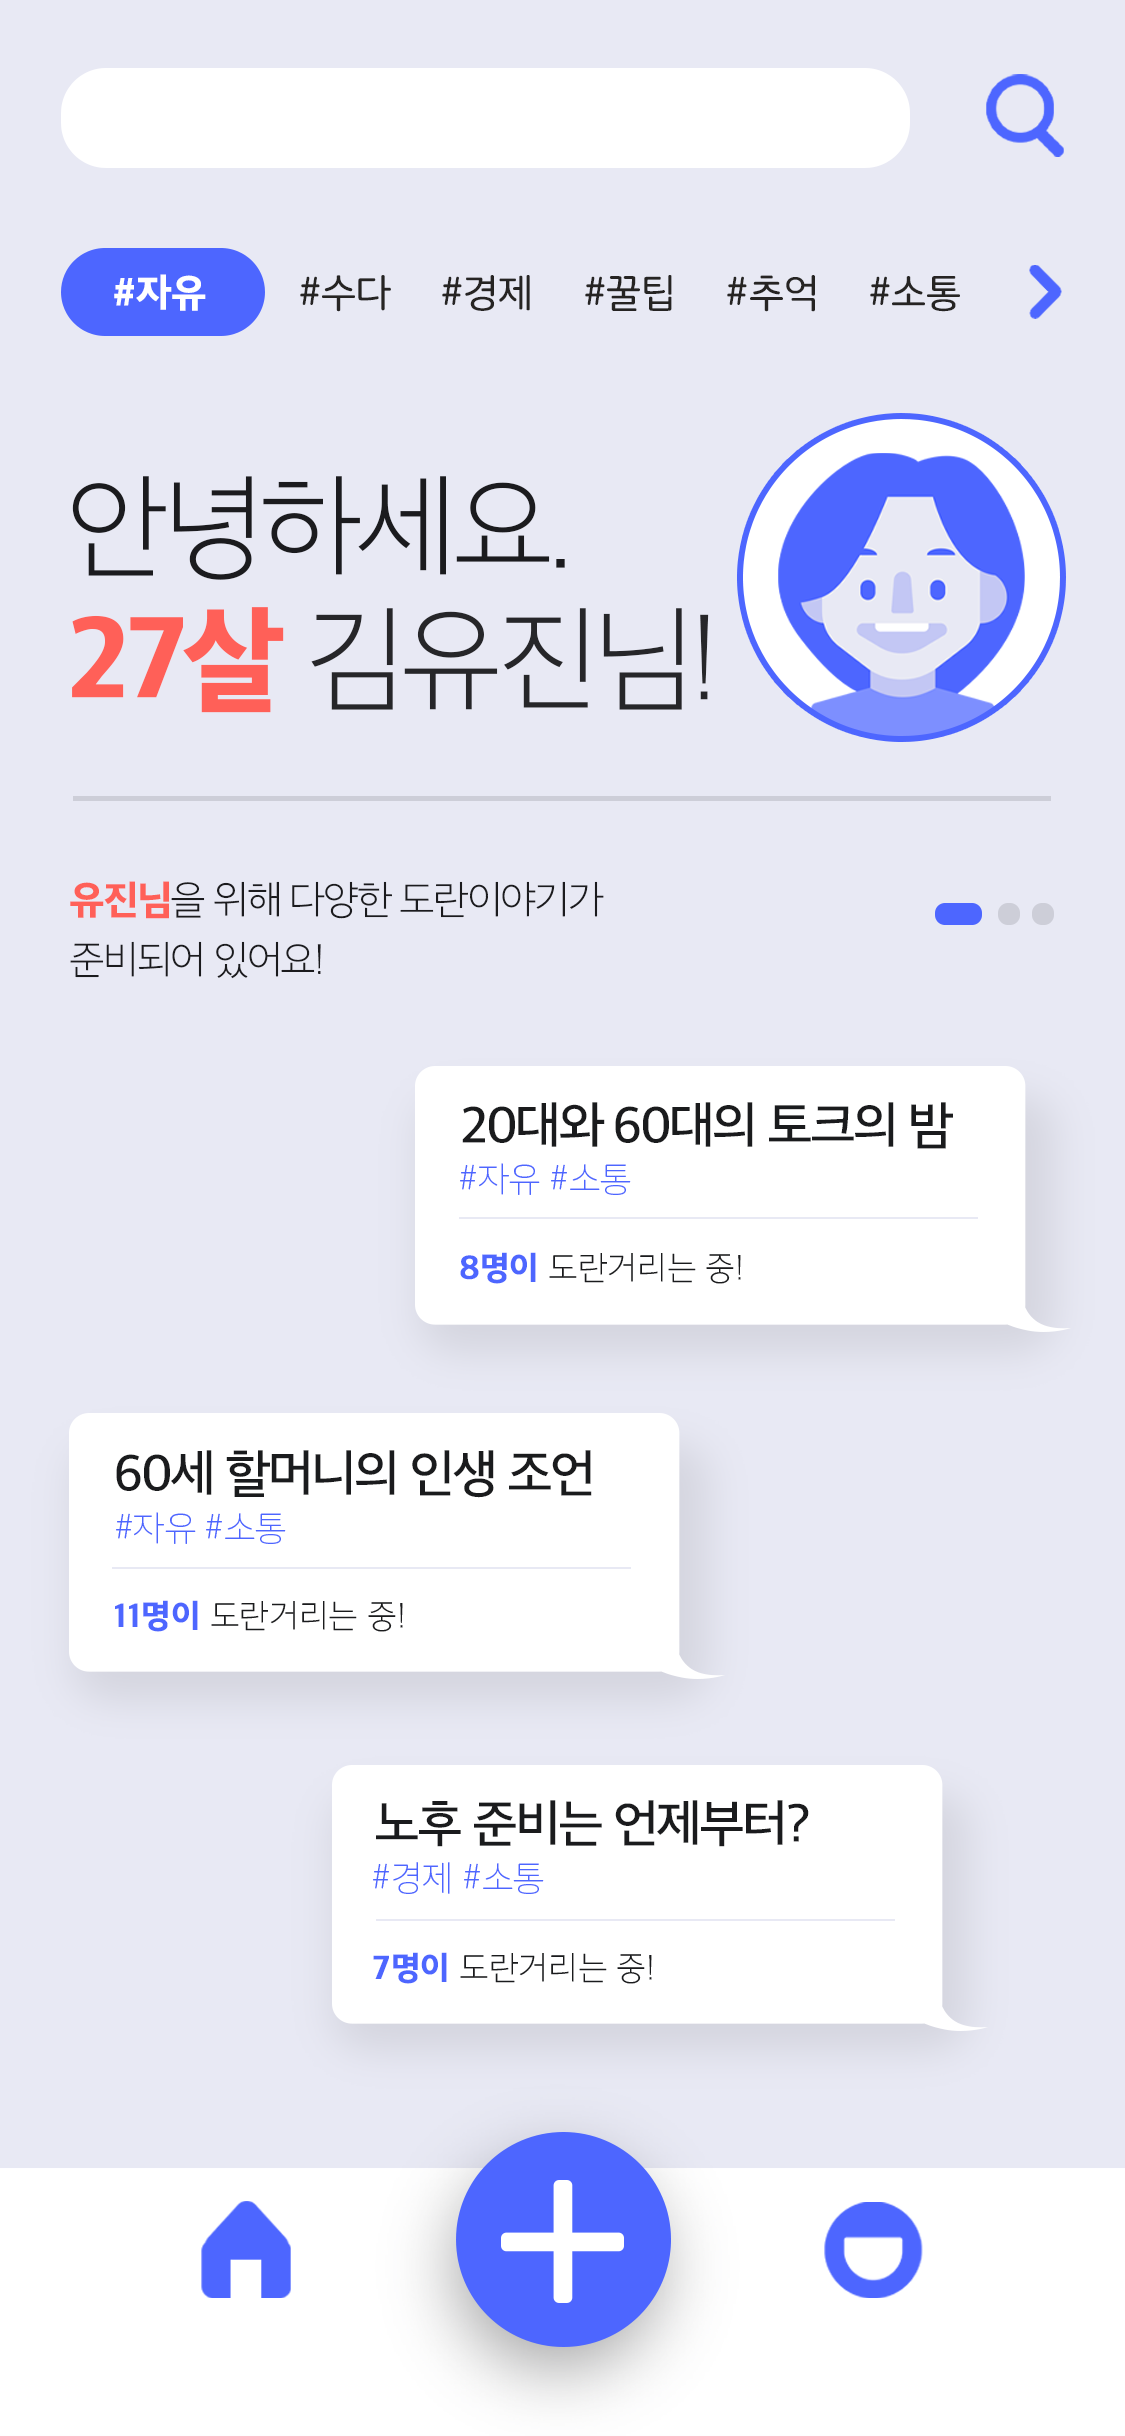 #자유 #수다 #경제 #꿀팁 #추억 #소통
안녕하세요.
27살 김유진님!
유진님을 위해 다양한 도란이야기가
준비되어 있어요!
20대와 60대의 토크의 밤
#자유 #소통
8명이 도란거리는 중!
60세 할머니의 인생 조언
#자유 #소통
11명이 도란거리는 중!
노후 준비는 언제부터?
#경제 #소통
7명이 도란거리는 중!